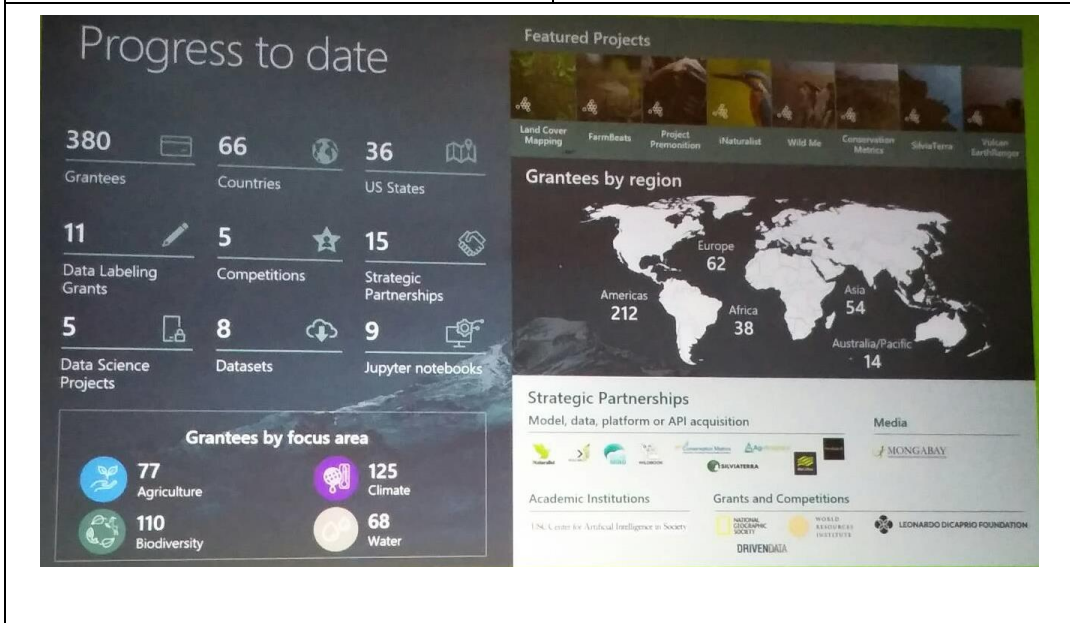 Progress to date
380
Grantees
66
Countries
36
US States
11
Data Labeling
Grants
5
Competitions
15
Strategic
Partnerships
5
Data Science
Projects
8
Datasets
9
Jupyter notebooks
Grantees by focus area
77
Agriculture
125
Climate
110
Biodiversity
68
Water
Featured Projects
Land Cover
Mapping
FarmBeats
Project
Premonition
iNaturalist
Wild Me
Conservation
Metrics
SilviaTerra
Vulcan
EarthRanger
Grantees by region
Europe
62
Americas
212
Africa
38
Asia
54
Australia/Pacific
14
Strategic Partnerships
Model, data, platform or API acquisition
Media
iNaturalist
WILDBOOK
Conservation Metrics
SILVIATERRA
MONGABAY
Academic Institutions
USC Center for Artificial Intelligence in Society
Grants and Competitions
NATIONAL
GEOGRAPHIC
SOCIETY
WORLD
RESOURCES
INSTITUTE
LEONARDO DICAPRIO FOUNDATION
DRIVENDATA